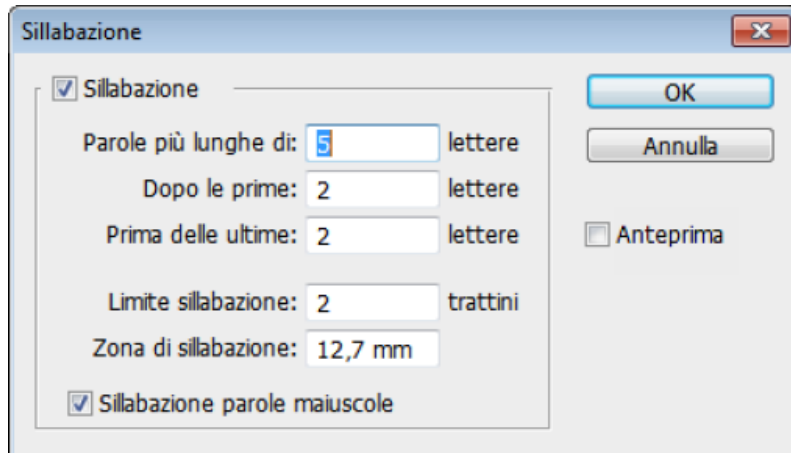 Sillabazione
Sillabazione
OK
Parole più lunghe di: 5 lettere
Annulla
Dopo le prime: 2 lettere
Prima delle ultime: 2 lettere
Anteprima
Limite sillabazione: 2 trattini
Zona di sillabazione: 12,7 mm
Sillabazione parole maiuscole